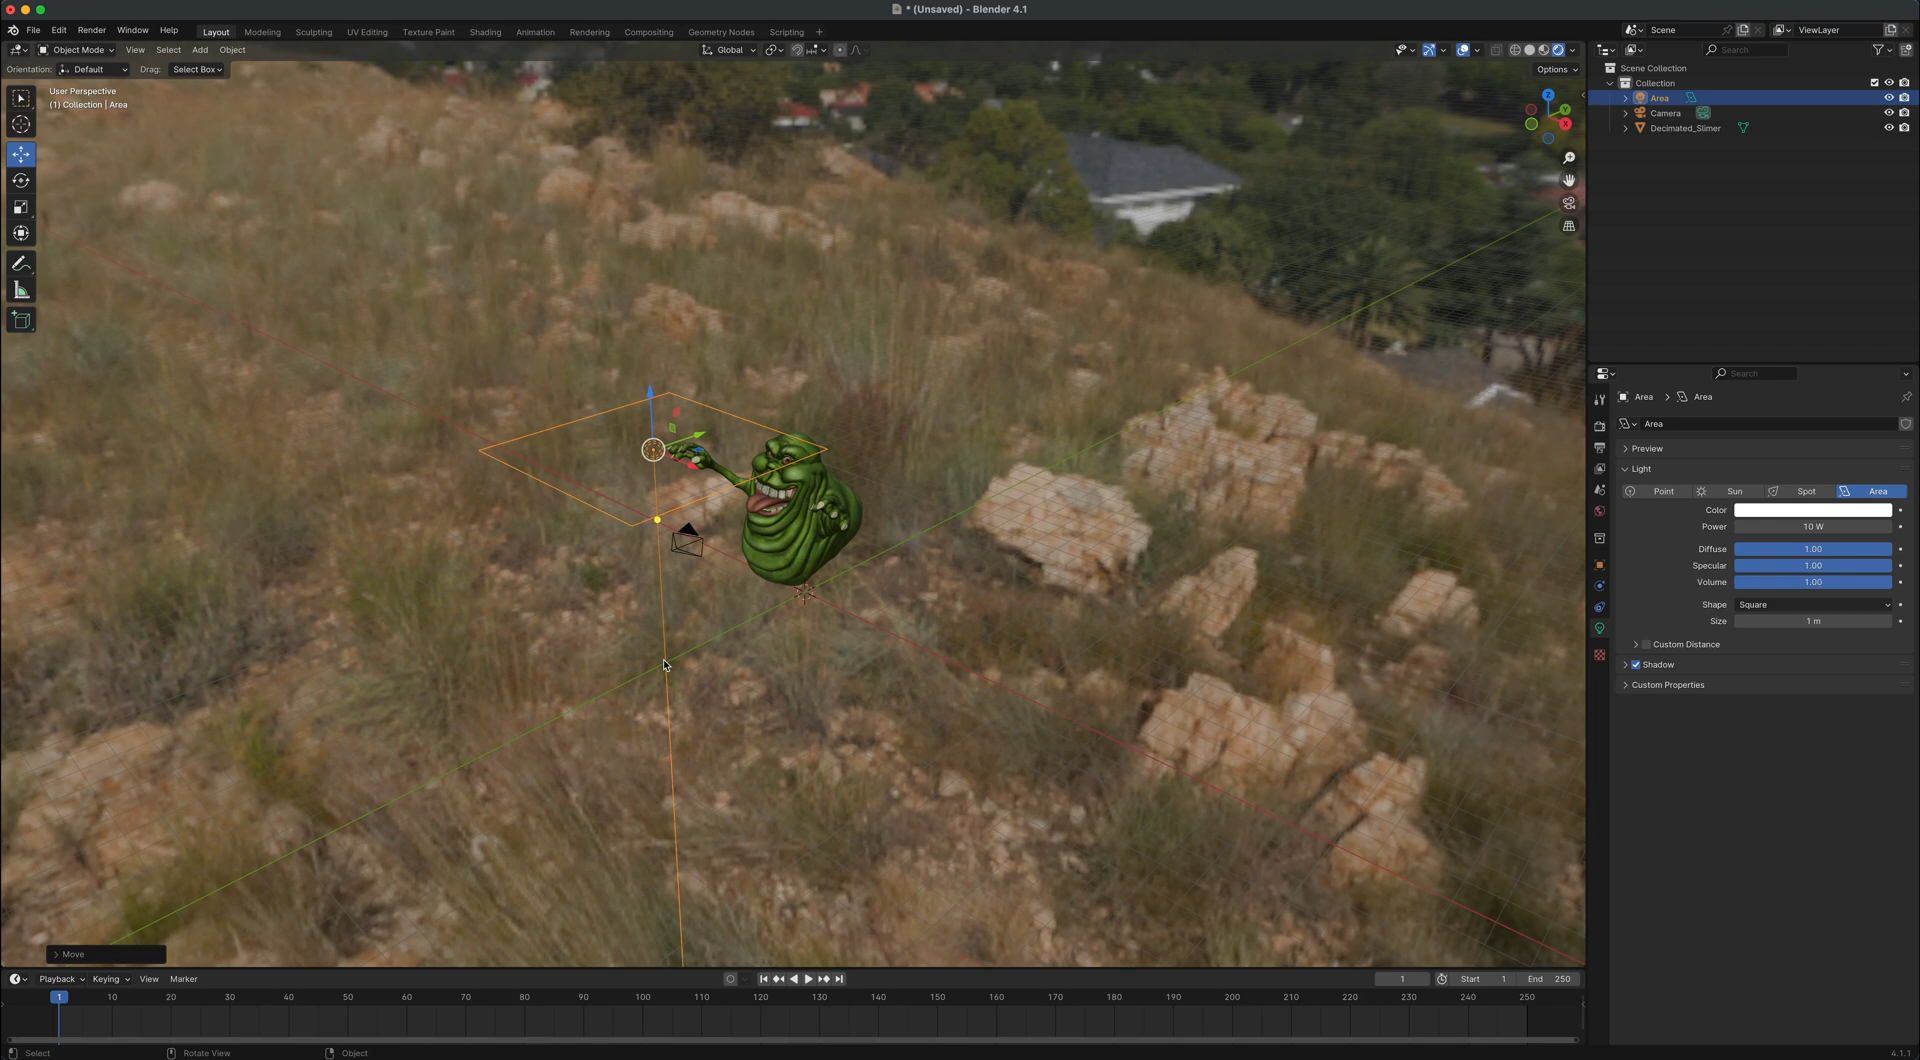 * (Unsaved) - Blender 4.1
File Edit Render Window Help Layout Modeling Sculpting UV Editing Texture Paint Shading Animation Rendering Compositing Geometry Nodes Scripting + Scene ViewLayer
Object Mode View Select Add Object Global Search
Orientation: Default Drag: Select Box Options
User Perspective
(1) Collection | Area
Z
Y
X
Scene Collection
Collection
Area
Camera
Decimated_Slimer
Search
Area > Area
Area
Preview
Light
Point Sun Spot Area
Color
Power 10 W
Diffuse 1.00
Specular 1.00
Volume 1.00
Shape Square
Size 1 m
Custom Distance
Shadow
Custom Properties
> Move
Playback Keying View Marker 1 Start 1 End 250
1 10 20 30 40 50 60 70 80 90 100 110 120 130 140 150 160 170 180 190 200 210 220 230 240 250
Select Rotate View Object 4.1.1